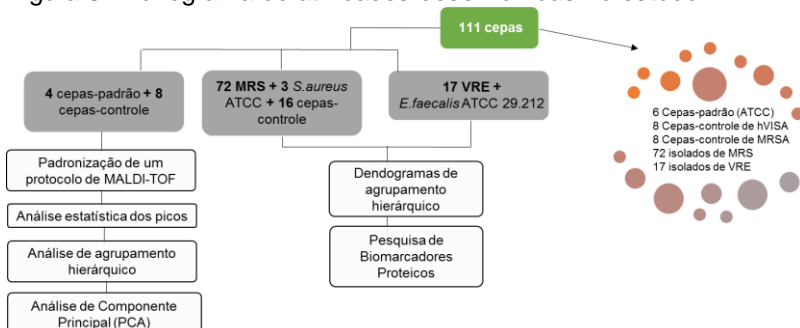 111 cepas
4 cepas-padrão + 8
cepas-controle
72 MRS + 3 S.aureus
ATCC + 16 cepas-
controle
17 VRE +
E.faecalis ATCC 29.212
6 Cepas-padrão (ATCC)
8 Cepas-controle de hVISA
8 Cepas-controle de MRSA
72 isolados de MRS
17 isolados de VRE
Padronização de um
protocolo de MALDI-TOF
Análise estatística dos picos
Análise de agrupamento
hierárquico
Análise de Componente
Principal (PCA)
Dendogramas de
agrupamento
hierárquico
Pesquisa de
Biomarcadores
Proteicos